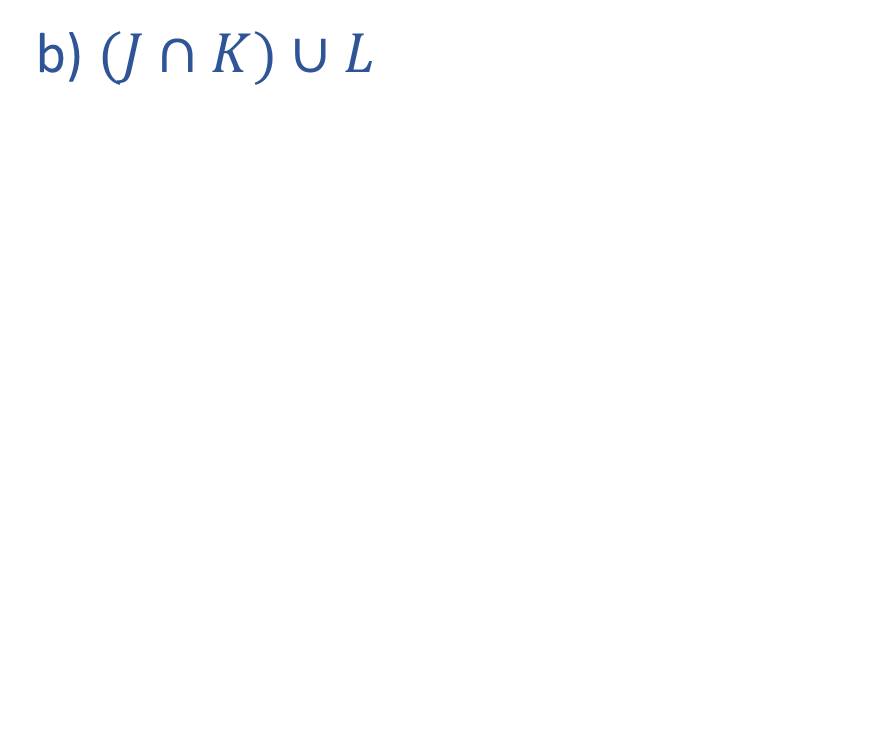 b) (J ∩ K) ∪ L